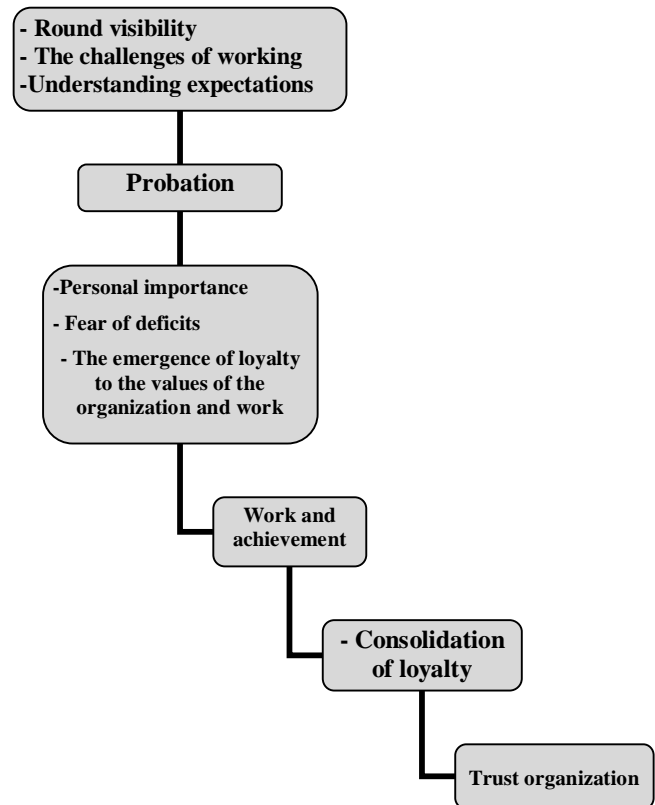 - Round visibility
- The challenges of working
-Understanding expectations
Probation
-Personal importance
- Fear of deficits
- The emergence of loyalty
to the values of the
organization and work
Work and
achievement
- Consolidation
of loyalty
Trust organization